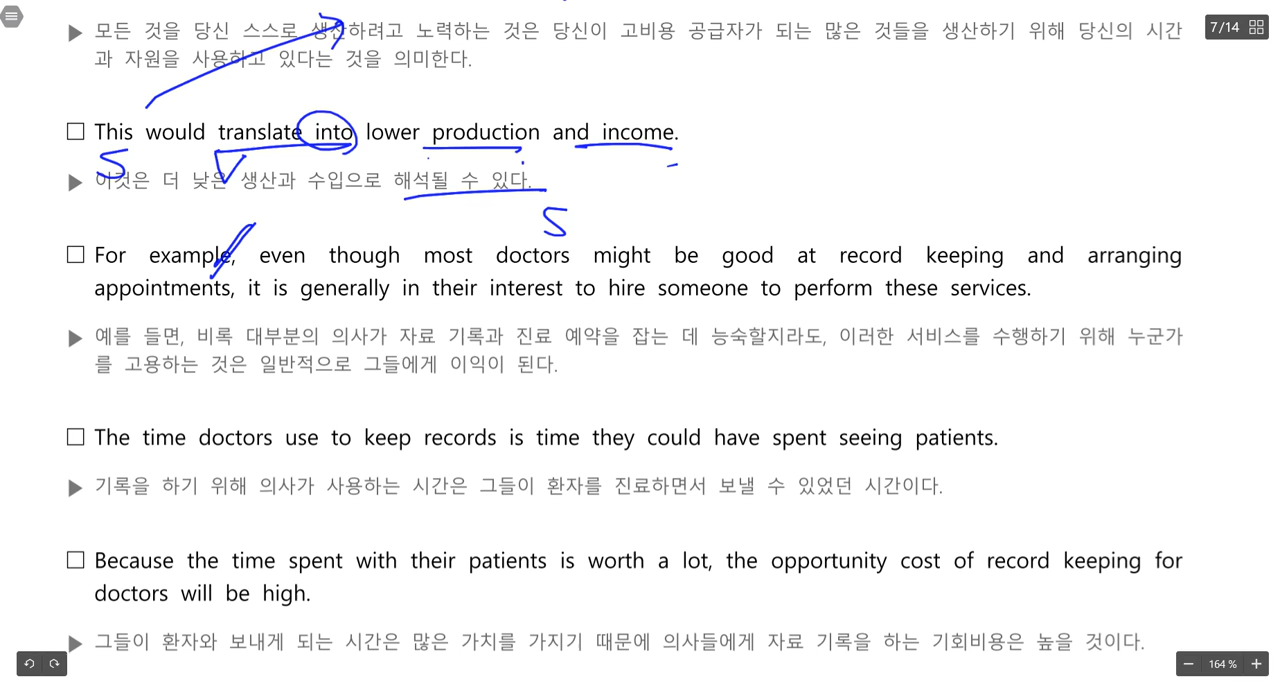 ▶ 모든 것을 당신 스스로 생산하려고 노력하는 것은 당신이 고비용 공급자가 되는 많은 것들을 생산하기 위해 당신의 시간
과 자원을 사용하고 있다는 것을 의미한다.
7/14
□ This would translate into lower production and income.
S V
▶ 이것은 더 낮은 생산과 수입으로 해석될 수 있다.
S
□ For example, even though most doctors might be good at record keeping and arranging
appointments, it is generally in their interest to hire someone to perform these services.
▶ 예를 들면, 비록 대부분의 의사가 자료 기록과 진료 예약을 잡는 데 능숙할지라도, 이러한 서비스를 수행하기 위해 누군가
를 고용하는 것은 일반적으로 그들에게 이익이 된다.
□ The time doctors use to keep records is time they could have spent seeing patients.
▶ 기록을 하기 위해 의사가 사용하는 시간은 그들이 환자를 진료하면서 보낼 수 있었던 시간이다.
□ Because the time spent with their patients is worth a lot, the opportunity cost of record keeping for
doctors will be high.
▶ 그들이 환자와 보내게 되는 시간은 많은 가치를 가지기 때문에 의사들에게 자료 기록을 하는 기회비용은 높을 것이다.
164 %